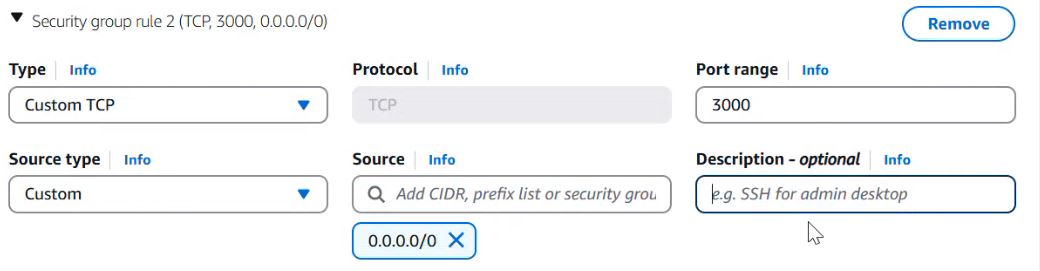 Security group rule 2 (TCP, 3000, 0.0.0.0/0)
Remove
Type Info
Protocol Info
Port range Info
Custom TCP
TCP
3000
Source type Info
Source Info
Description - optional Info
Custom
Add CIDR, prefix list or security grou
e.g. SSH for admin desktop
0.0.0.0/0